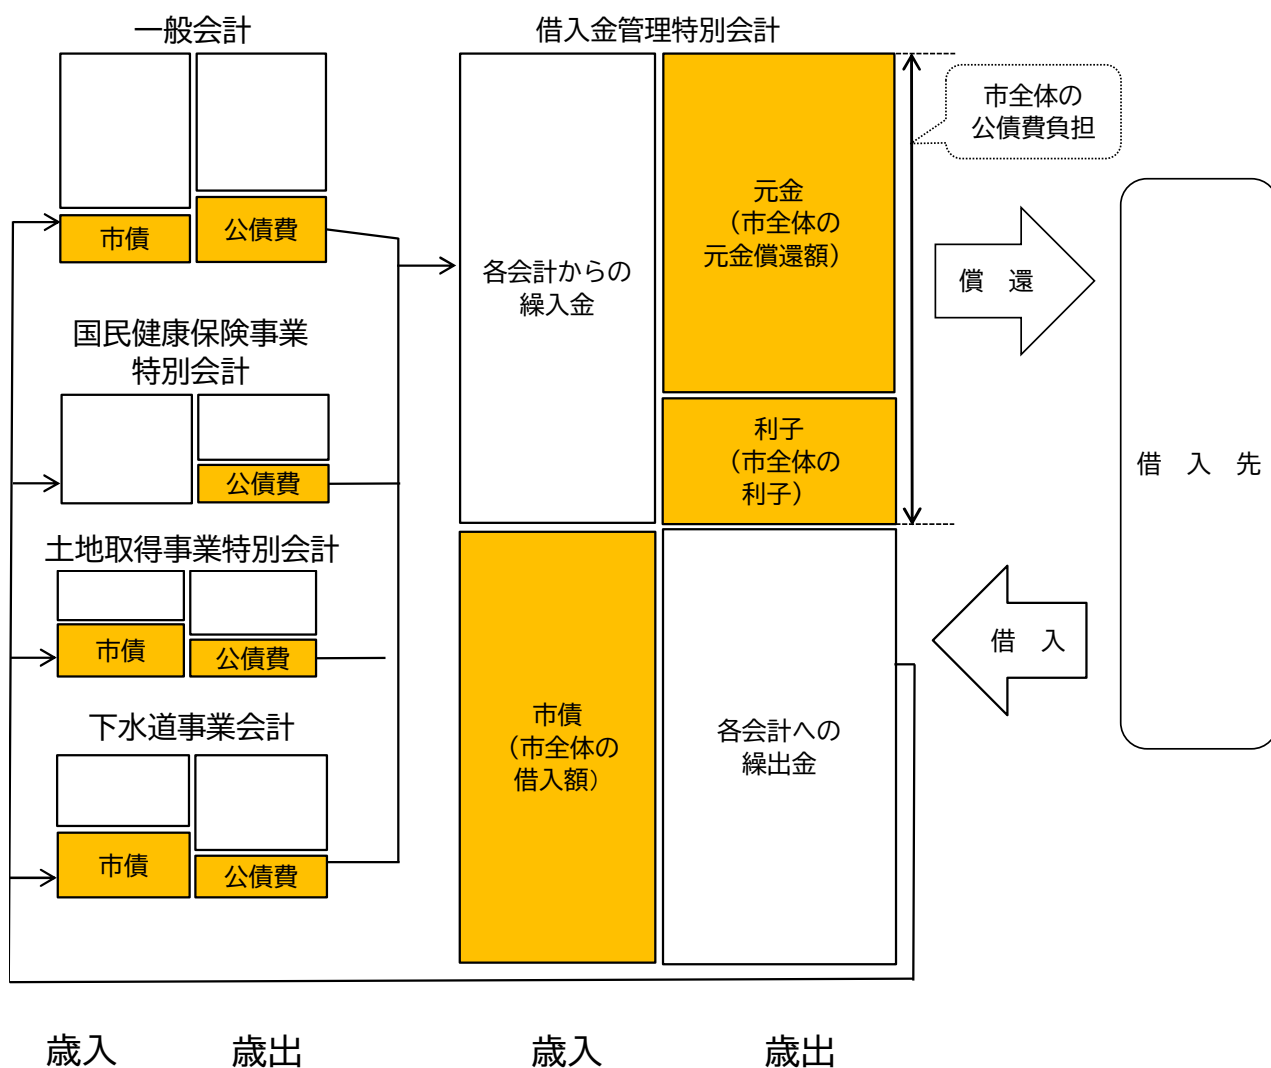 一般会計
市債
公債費
国民健康保険事業
特別会計
公債費
土地取得事業特別会計
市債
公債費
下水道事業会計
市債
公債費
借入金管理特別会計
各会計からの
繰入金
元金
（市全体の
元金償還額）
利子
（市全体の
利子）
市債
（市全体の
借入額）
各会計への
繰出金
市全体の
公債費負担
償　還
借　入
借　入　先
歳入
歳出
歳入
歳出